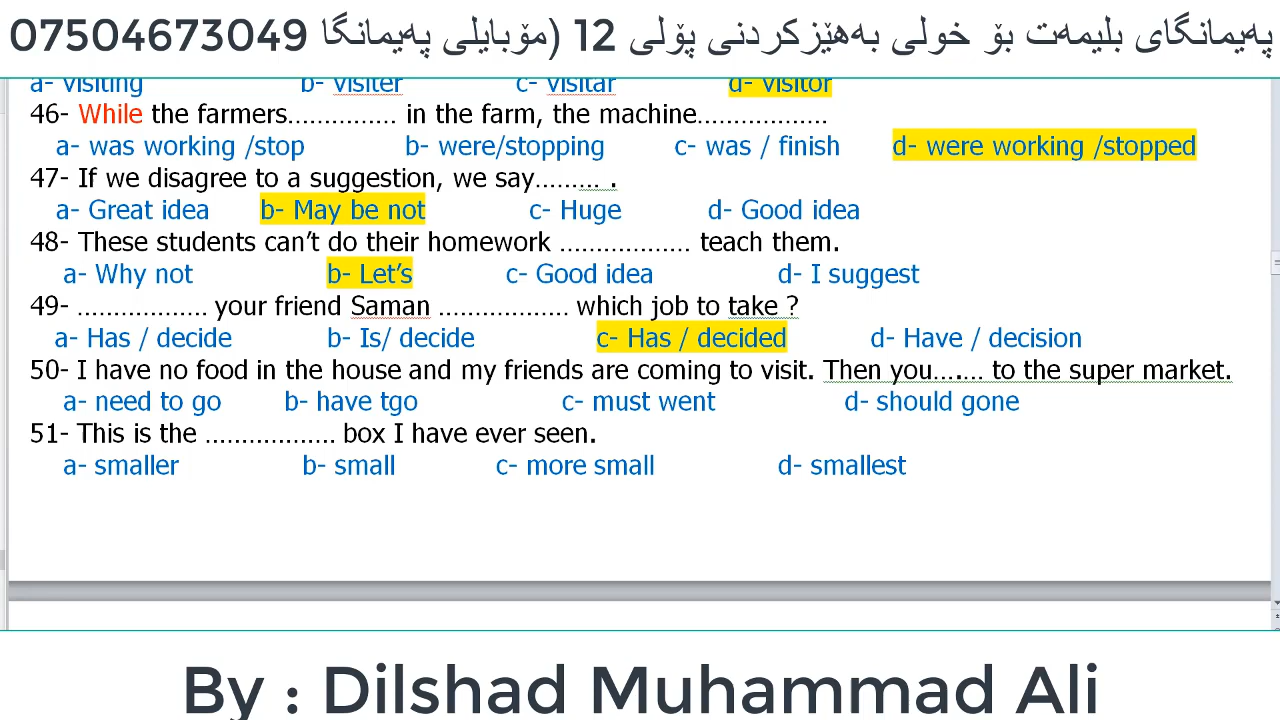 پەیمانگای بلیمەت بۆ خولی بەهێزکردنی پۆلی 12 (مۆبایلی پەیمانگا 07504673049
a- visiting b- visiter c- visitar d- visitor
46- While the farmers............... in the farm, the machine..................
a- was working /stop b- were/stopping c- was / finish d- were working /stopped
47- If we disagree to a suggestion, we say......... .
a- Great idea b- May be not c- Huge d- Good idea
48- These students can't do their homework .................. teach them.
a- Why not b- Let's c- Good idea d- I suggest
49- .................. your friend Saman .................. which job to take ?
a- Has / decide b- Is/ decide c- Has / decided d- Have / decision
50- I have no food in the house and my friends are coming to visit. Then you....... to the super market.
a- need to go b- have tgo c- must went d- should gone
51- This is the .................. box I have ever seen.
a- smaller b- small c- more small d- smallest
By : Dilshad Muhammad Ali